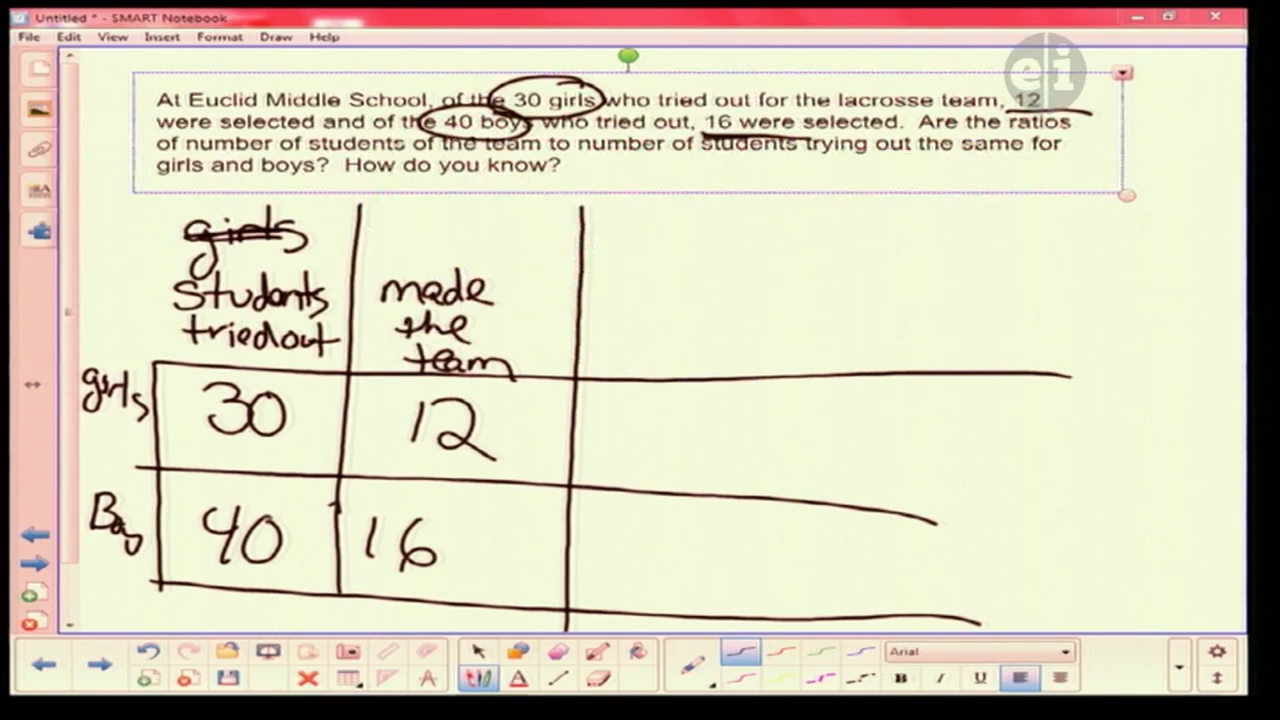 Untitled * - SMART Notebook
File Edit View Insert Format Draw Help
ei
At Euclid Middle School, of the 30 girls who tried out for the lacrosse team, 12
were selected and of the 40 boys who tried out, 16 were selected. Are the ratios
of number of students of the team to number of students trying out the same for
girls and boys? How do you know?
girls
students made
tried out the
team
girls 30 12
Boys 40 16
Arial
B I U